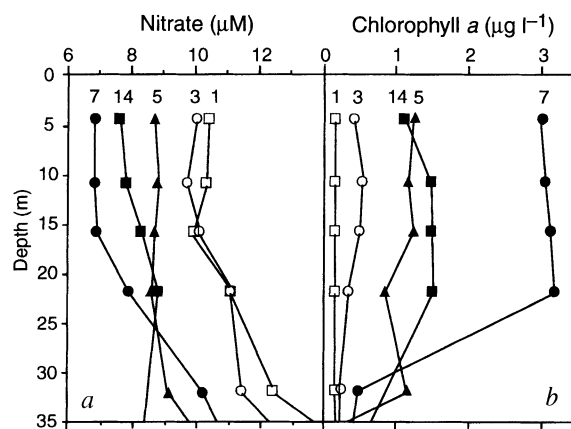 Nitrate (μM)
Chlorophyll a (μg l⁻¹)
6 8 10 12 0 1 2 3
0
5
10
15
20
25
30
35
Depth (m)
7 14 5 3 1
1 3 14 5 7
a
b